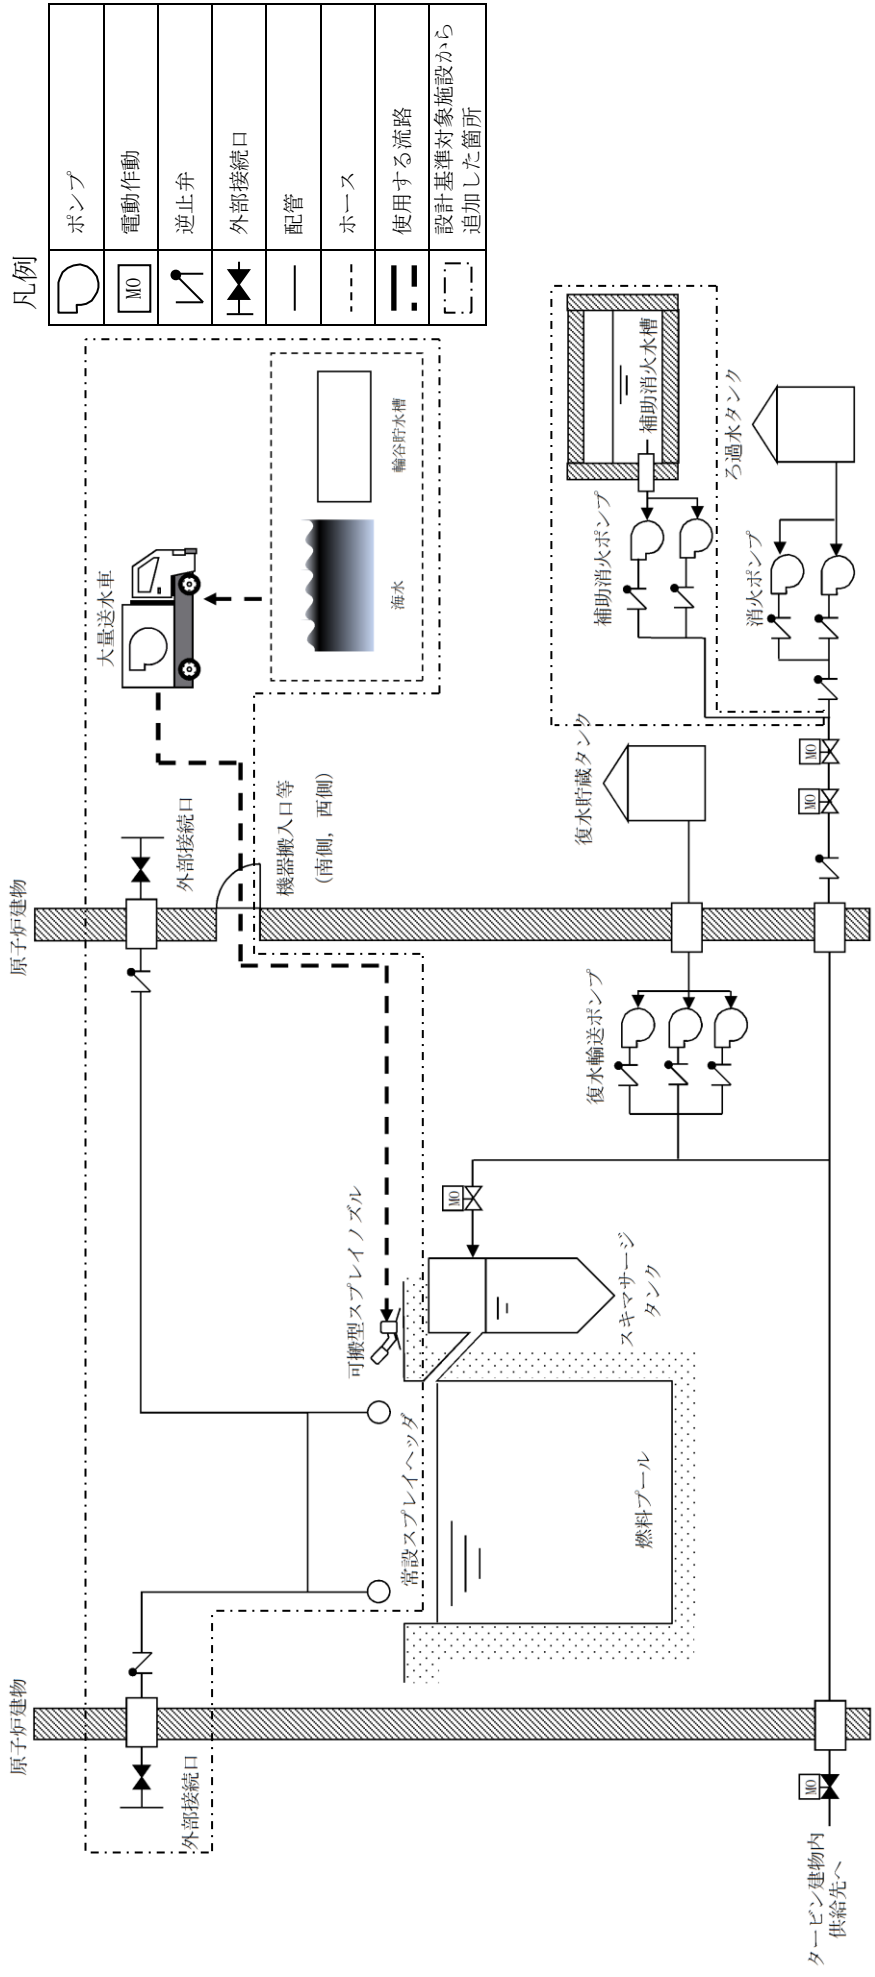 凡例
ポンプ
MO
電動作動
逆止弁
外部接続口
配管
ホース
使用する流路
設計基準対象施設から
追加した箇所
原子炉建物
原子炉建物
外部接続口
外部接続口
大量送水車
海水
輪谷貯水槽
機器搬入口等
（南側，西側）
可搬型スプレイノズル
常設スプレイヘッダ
燃料プール
スキマサージ
タンク
MO
復水輸送ポンプ
復水貯蔵タンク
補助消火ポンプ
補助消火水槽
消火ポンプ
ろ過水タンク
MO
MO
MO
タービン建物内
供給先へ